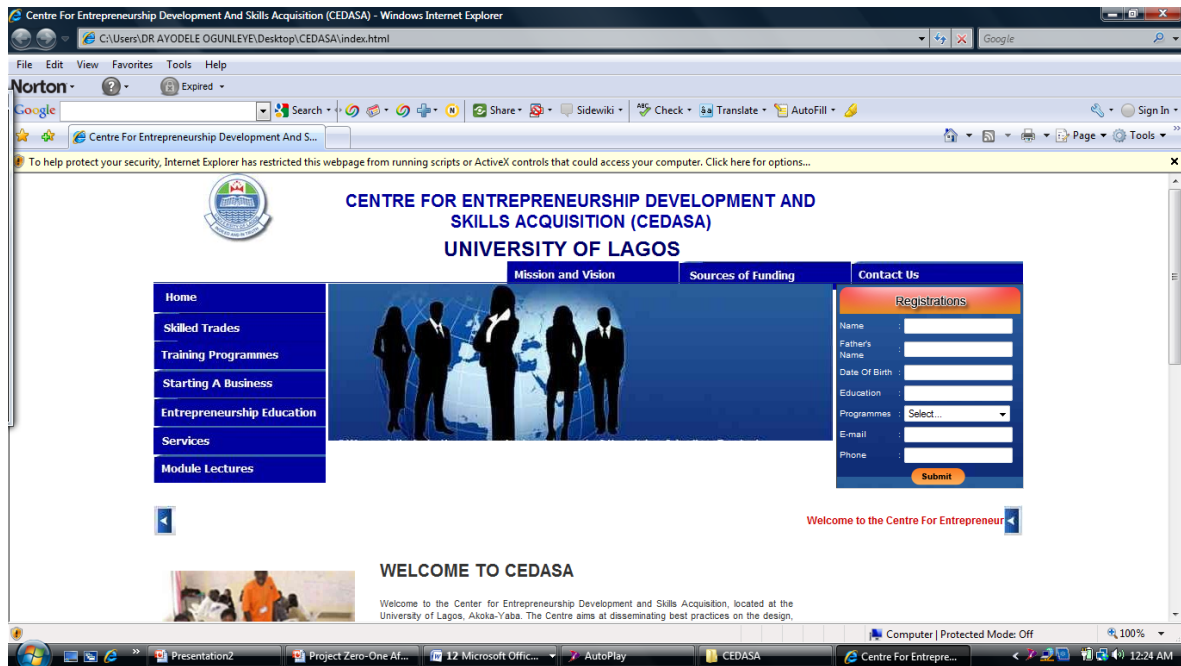 Centre For Entrepreneurship Development And Skills Acquisition (CEDASA) - Windows Internet Explorer
C:\Users\DR AYODELE OGUNLEYE\Desktop\CEDASA\index.html
Google
File Edit View Favorites Tools Help
Norton Expired
Google Search Share Sidewiki Check Translate AutoFill Sign In
Centre For Entrepreneurship Development And S... Page Tools
To help protect your security, Internet Explorer has restricted this webpage from running scripts or ActiveX controls that could access your computer. Click here for options...
CENTRE FOR ENTREPRENEURSHIP DEVELOPMENT AND
SKILLS ACQUISITION (CEDASA)
UNIVERSITY OF LAGOS
Mission and Vision Sources of Funding Contact Us
Home
Skilled Trades
Training Programmes
Starting A Business
Entrepreneurship Education
Services
Module Lectures
Registrations
Name :
Father's
Name :
Date Of Birth :
Education :
Programmes : Select...
E-mail :
Phone :
Submit
Welcome to the Centre For Entrepreneur
WELCOME TO CEDASA
Welcome to the Center for Entrepreneurship Development and Skills Acquisition, located at the
University of Lagos, Akoka-Yaba. The Centre aims at disseminating best practices on the design,
Computer | Protected Mode: Off 100%
Presentation2 Project Zero-One Af... 12 Microsoft Offic... AutoPlay CEDASA Centre For Entrepre... 12:24 AM